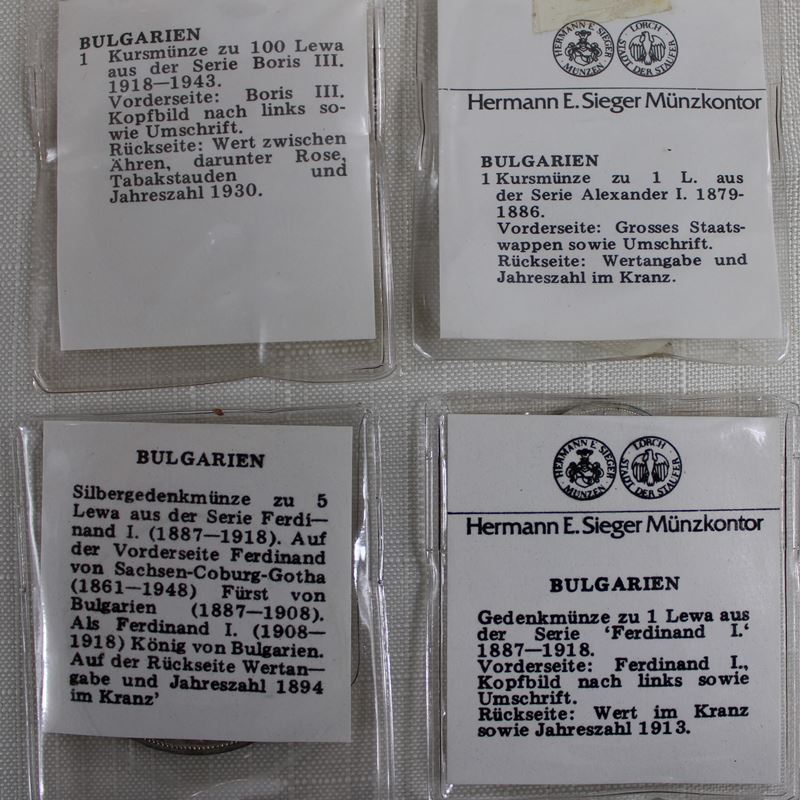 BULGARIEN
1 Kursmünze zu 100 Lewa
aus der Serie Boris III.
1918—1943.
Vorderseite: Boris III.
Kopfbild nach links so-
wie Umschrift.
Rückseite: Wert zwischen
Ähren, darunter Rose,
Tabakstauden und
Jahreszahl 1930.
HERMANN E. SIEGER
MÜNZEN
LORCH
STADT DER STAUFER
Hermann E. Sieger Münzkontor
BULGARIEN
1 Kursmünze zu 1 L. aus
der Serie Alexander I. 1879-
1886.
Vorderseite: Grosses Staats-
wappen sowie Umschrift.
Rückseite: Wertangabe und
Jahreszahl im Kranz.
BULGARIEN
Silbergedenkmünze zu 5
Lewa aus der Serie Ferdi—
nand I. (1887—1918). Auf
der Vorderseite Ferdinand
von Sachsen-Coburg-Gotha
(1861—1948) Fürst von
Bulgarien (1887—1908).
Als Ferdinand I. (1908—
1918) König von Bulgarien.
Auf der Rückseite Wertan—
gabe und Jahreszahl 1894
im Kranz’
HERMANN E. SIEGER
MÜNZEN
LORCH
STADT DER STAUFER
Hermann E. Sieger Münzkontor
BULGARIEN
Gedenkmünze zu 1 Lewa aus
der Serie ‘Ferdinand I.‘
1887—1918.
Vorderseite: Ferdinand I.,
Kopfbild nach links sowie
Umschrift.
Rückseite: Wert im Kranz
sowie Jahreszahl 1913.